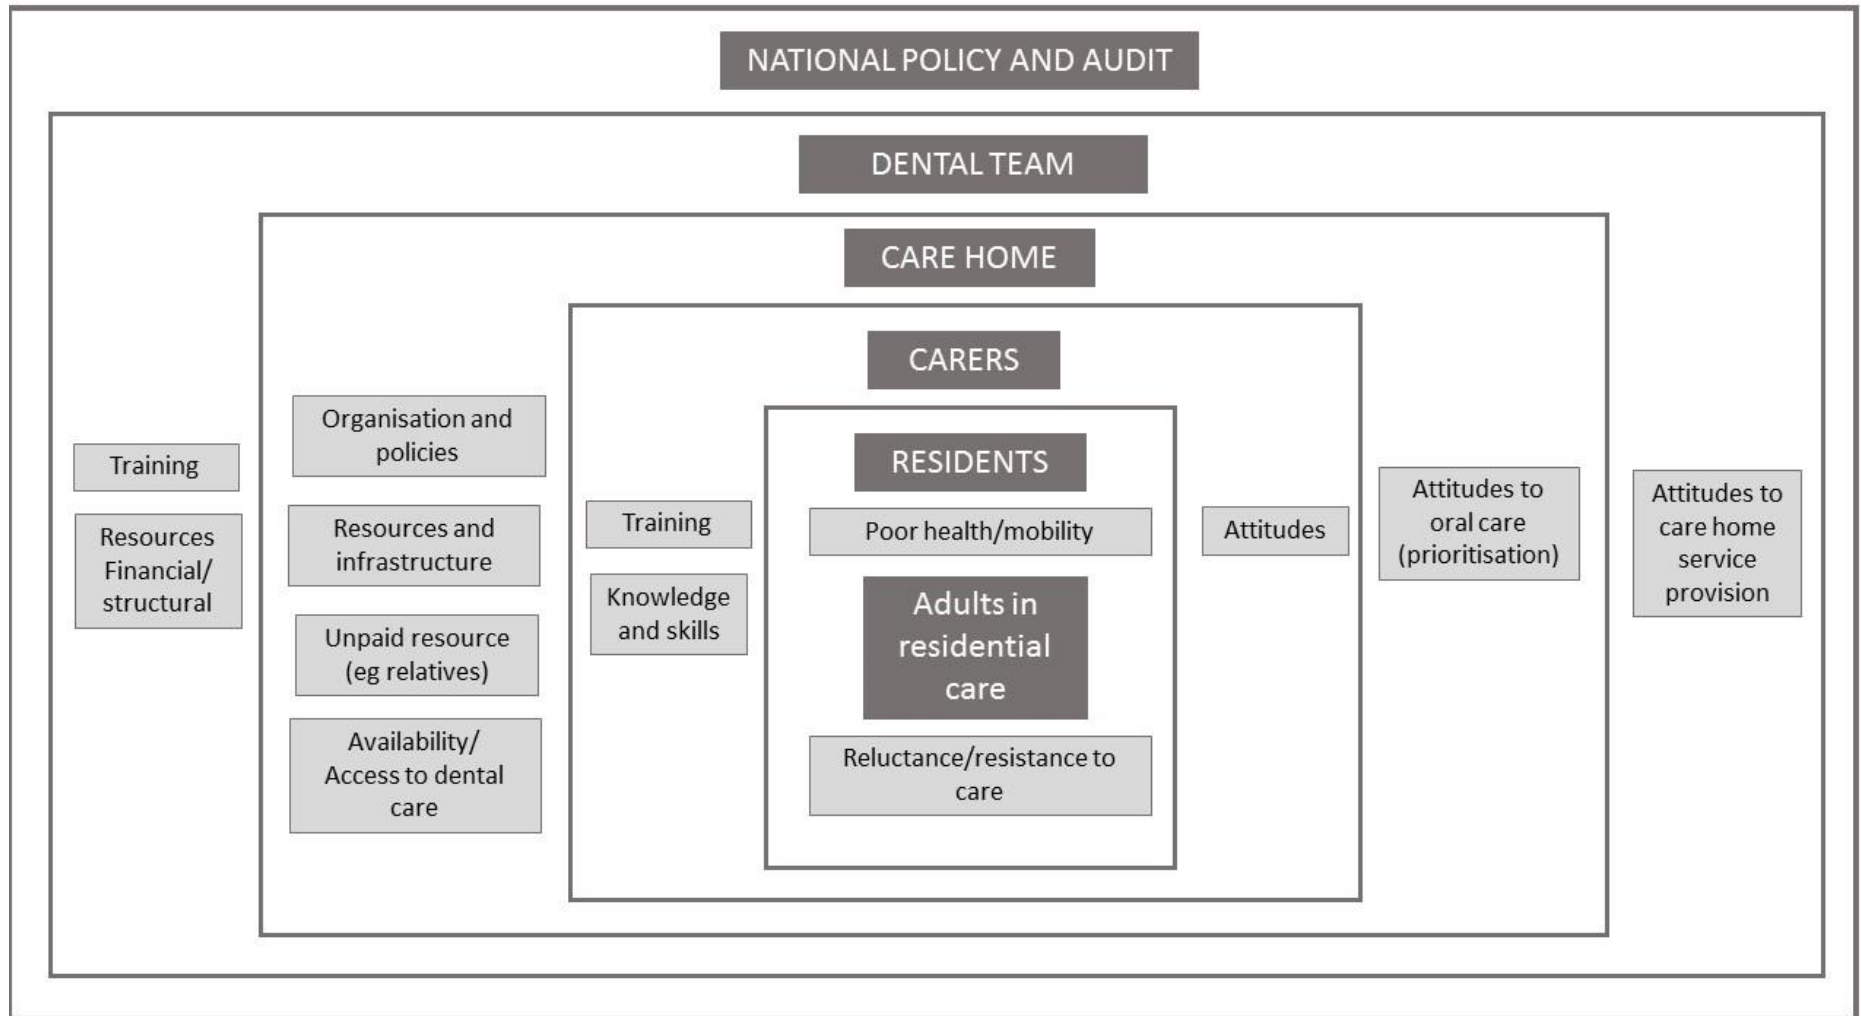 NATIONAL POLICY AND AUDIT
DENTAL TEAM
CARE HOME
CARERS
RESIDENTS
Training
Resources
Financial/
structural
Organisation and
policies
Resources and
infrastructure
Unpaid resource
(eg relatives)
Availability/
Access to dental
care
Training
Knowledge
and skills
Poor health/mobility
Adults in
residential
care
Reluctance/resistance to
care
Attitudes
Attitudes to
oral care
(prioritisation)
Attitudes to
care home
service
provision